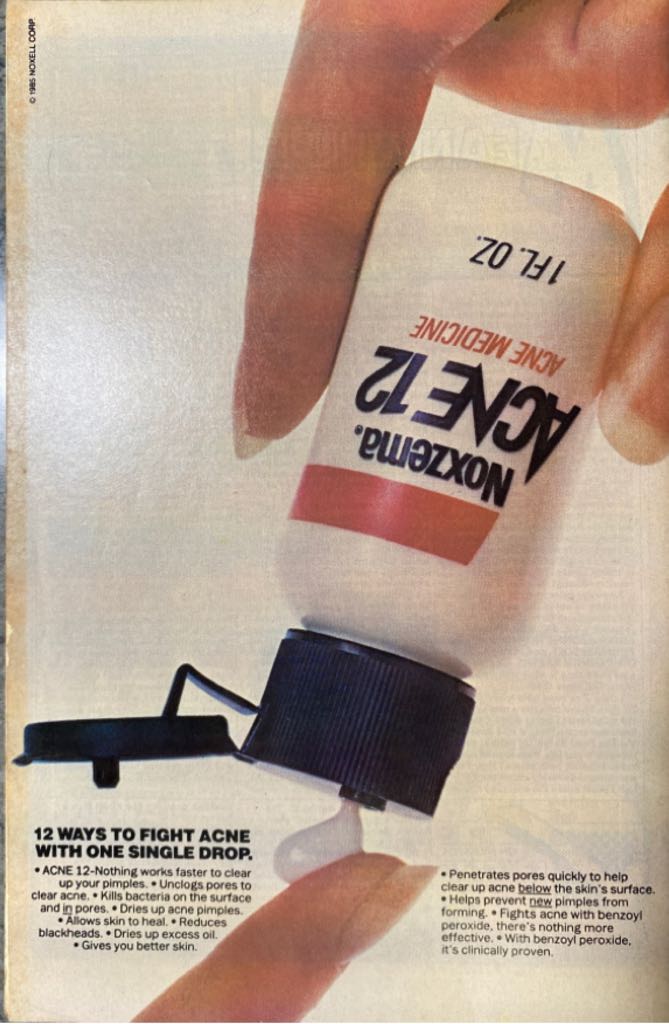 © 1985 NOXELL CORP.
1 FL. OZ.
ACNE MEDICINE
ACNE 12
Noxzema®
12 WAYS TO FIGHT ACNE
WITH ONE SINGLE DROP.
• ACNE 12-Nothing works faster to clear
up your pimples. • Unclogs pores to
clear acne. • Kills bacteria on the surface
and in pores. • Dries up acne pimples.
• Allows skin to heal. • Reduces
blackheads. • Dries up excess oil.
• Gives you better skin.
• Penetrates pores quickly to help
clear up acne below the skin's surface.
• Helps prevent new pimples from
forming. • Fights acne with benzoyl
peroxide, there's nothing more
effective. • With benzoyl peroxide,
it's clinically proven.